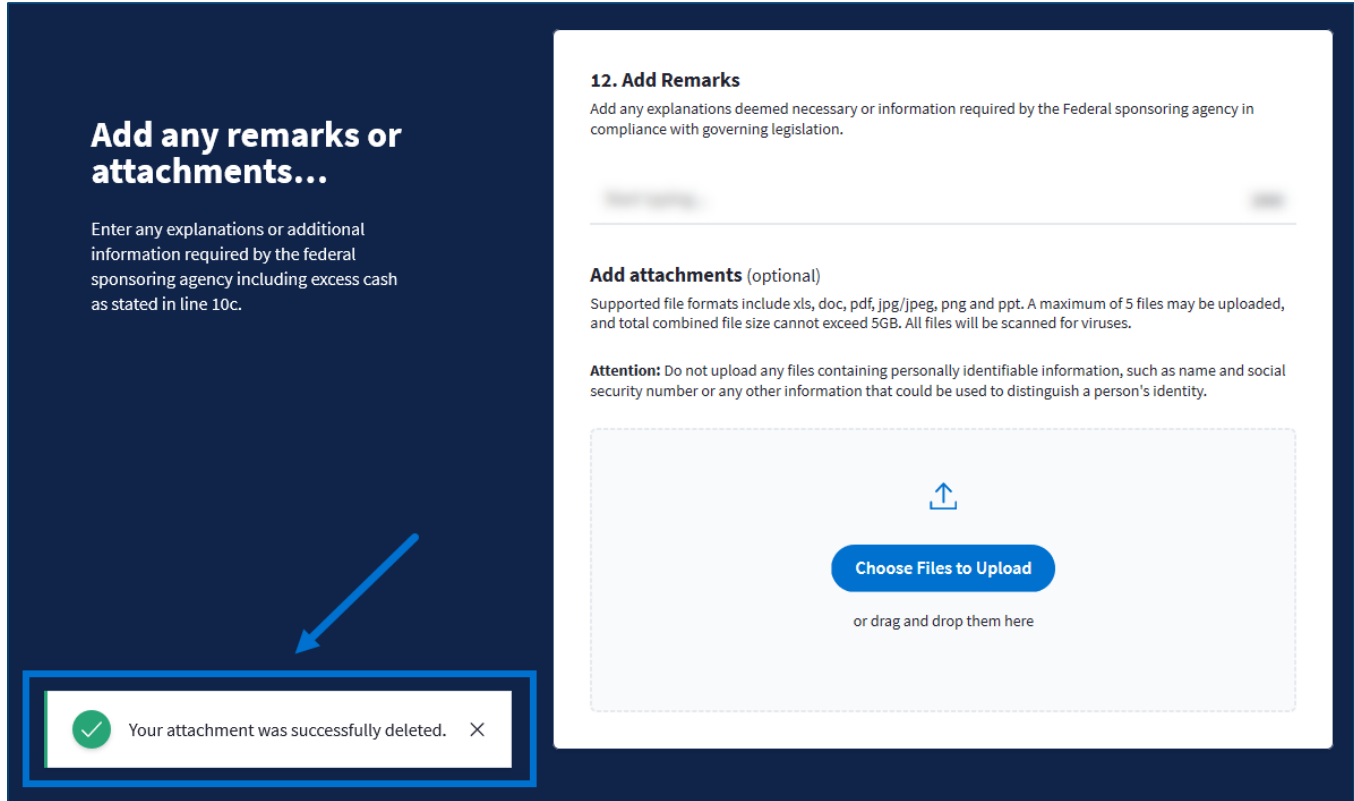 Add any remarks or
attachments...
Enter any explanations or additional
information required by the federal
sponsoring agency including excess cash
as stated in line 10c.
12. Add Remarks
Add any explanations deemed necessary or information required by the Federal sponsoring agency in
compliance with governing legislation.
Add attachments (optional)
Supported file formats include xls, doc, pdf, jpg/jpeg, png and ppt. A maximum of 5 files may be uploaded,
and total combined file size cannot exceed 5GB. All files will be scanned for viruses.
Attention: Do not upload any files containing personally identifiable information, such as name and social
security number or any other information that could be used to distinguish a person's identity.
Choose Files to Upload
or drag and drop them here
Your attachment was successfully deleted.